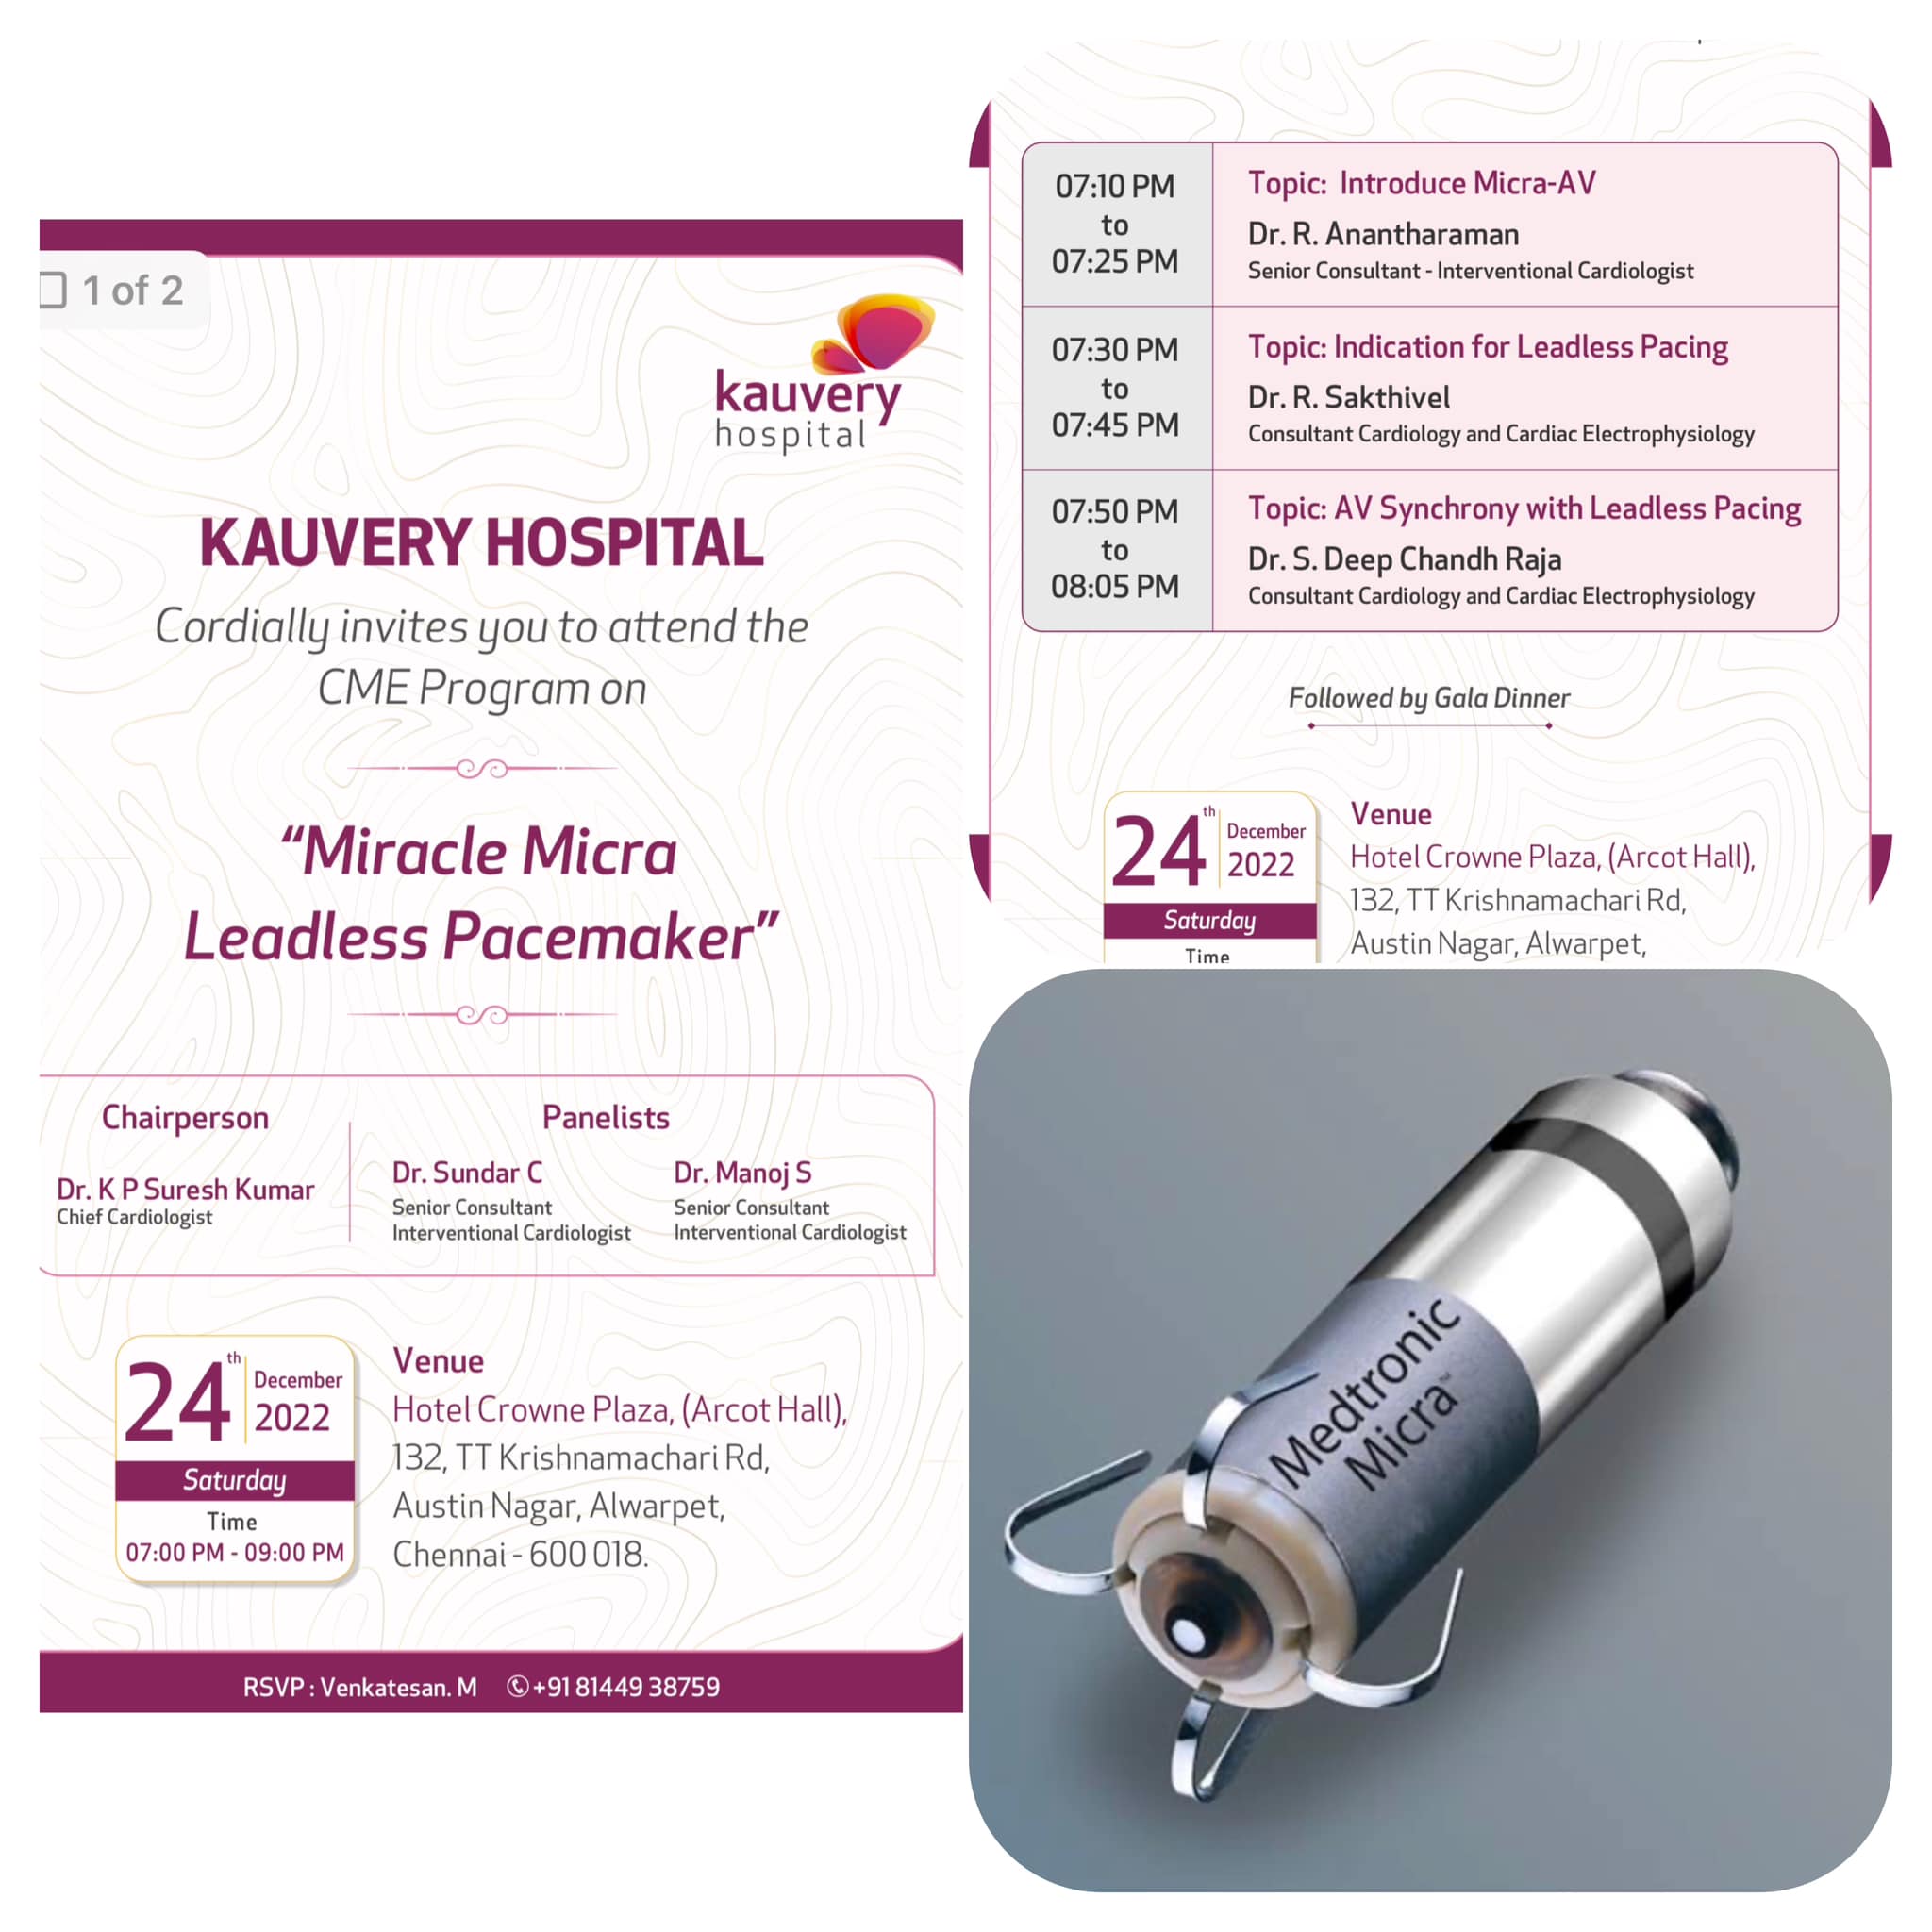 1 of 2
kauvery
hospital
KAUVERY HOSPITAL
Cordially invites you to attend the
CME Program on
“Miracle Micra
Leadless Pacemaker”
Chairperson
Dr. K P Suresh Kumar
Chief Cardiologist
Panelists
Dr. Sundar C
Senior Consultant
Interventional Cardiologist
Dr. Manoj S
Senior Consultant
Interventional Cardiologist
24th December
2022
Saturday
Time
07:00 PM - 09:00 PM
Venue
Hotel Crowne Plaza, (Arcot Hall),
132, TT Krishnamachari Rd,
Austin Nagar, Alwarpet,
Chennai - 600 018.
RSVP : Venkatesan. M +91 81449 38759
07:10 PM
to
07:25 PM
Topic: Introduce Micra-AV
Dr. R. Anantharaman
Senior Consultant - Interventional Cardiologist
07:30 PM
to
07:45 PM
Topic: Indication for Leadless Pacing
Dr. R. Sakthivel
Consultant Cardiology and Cardiac Electrophysiology
07:50 PM
to
08:05 PM
Topic: AV Synchrony with Leadless Pacing
Dr. S. Deep Chandh Raja
Consultant Cardiology and Cardiac Electrophysiology
Followed by Gala Dinner
24th December
2022
Saturday
Time
Venue
Hotel Crowne Plaza, (Arcot Hall),
132, TT Krishnamachari Rd,
Austin Nagar, Alwarpet,
Medtronic
Micra™